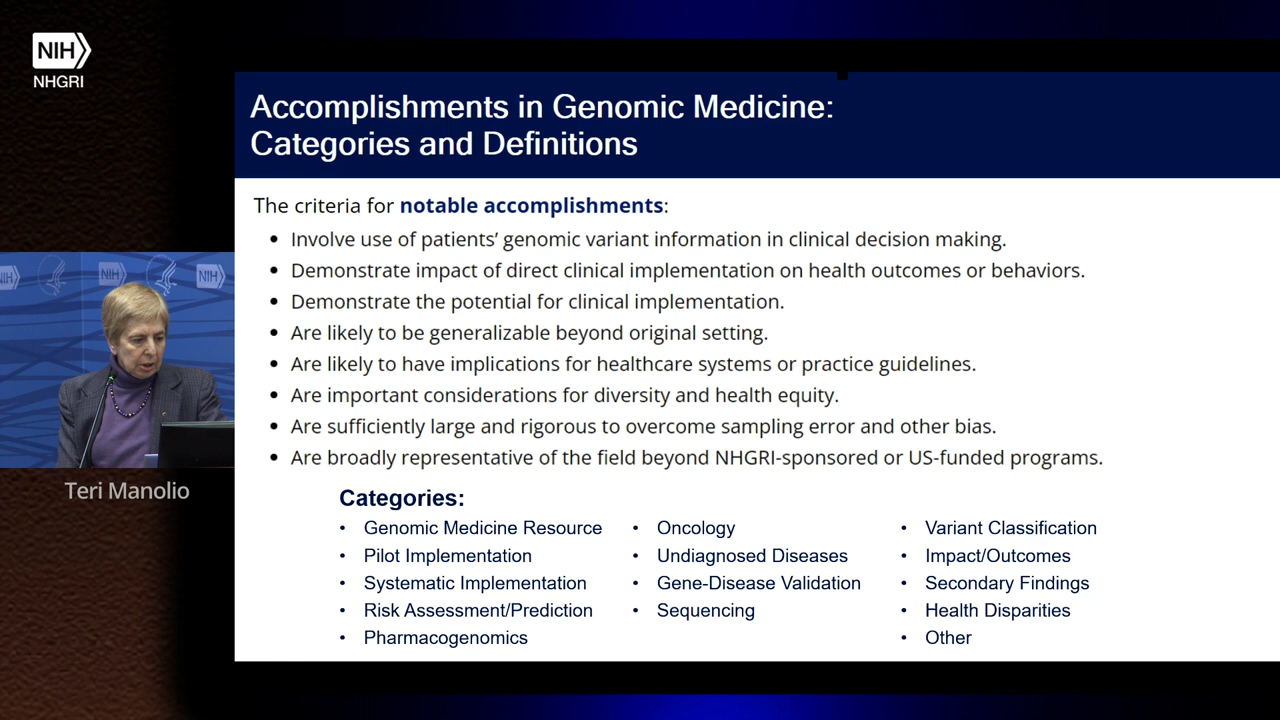 NIH
NHGRI
Accomplishments in Genomic Medicine:
Categories and Definitions
The criteria for notable accomplishments:
• Involve use of patients’ genomic variant information in clinical decision making.
• Demonstrate impact of direct clinical implementation on health outcomes or behaviors.
• Demonstrate the potential for clinical implementation.
• Are likely to be generalizable beyond original setting.
• Are likely to have implications for healthcare systems or practice guidelines.
• Are important considerations for diversity and health equity.
• Are sufficiently large and rigorous to overcome sampling error and other bias.
• Are broadly representative of the field beyond NHGRI-sponsored or US-funded programs.
Categories:
• Genomic Medicine Resource
• Pilot Implementation
• Systematic Implementation
• Risk Assessment/Prediction
• Pharmacogenomics
• Oncology
• Undiagnosed Diseases
• Gene-Disease Validation
• Sequencing
• Variant Classification
• Impact/Outcomes
• Secondary Findings
• Health Disparities
• Other
NIH
NIH
NIH
Teri Manolio